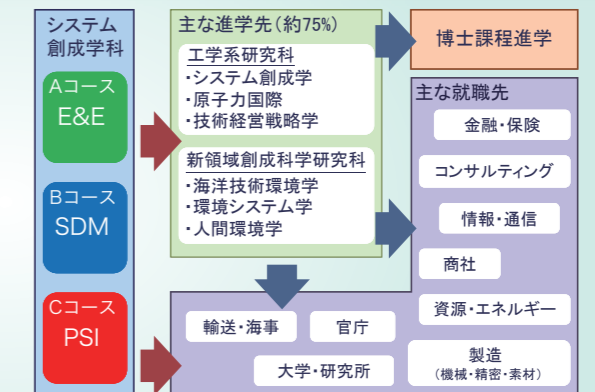 システム
創成学科
Aコース
E&E
Bコース
SDM
Cコース
PSI
主な進学先(約75%)
工学系研究科
・システム創成学
・原子力国際
・技術経営戦略学
新領域創成科学研究科
・海洋技術環境学
・環境システム学
・人間環境学
博士課程進学
主な就職先
金融・保険
コンサルティング
情報・通信
商社
資源・エネルギー
輸送・海事
官庁
大学・研究所
製造
(機械・精密・素材)